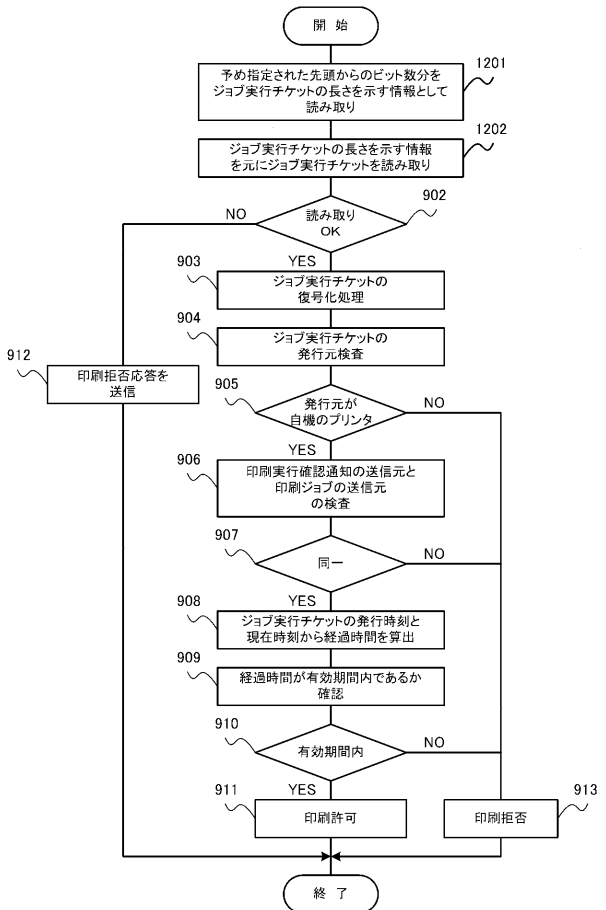 開 始
予め指定された先頭からのビット数分を
ジョブ実行チケットの長さを示す情報として
読み取り
1201
ジョブ実行チケットの長さを示す情報
を元にジョブ実行チケットを読み取り
1202
読み取り
OK
902
NO
YES
903
ジョブ実行チケットの
復号化処理
904
ジョブ実行チケットの
発行元検査
912
印刷拒否応答を
送信
905
発行元が
自機のプリンタ
NO
YES
906
印刷実行確認通知の送信元と
印刷ジョブの送信元
の検査
907
同一
NO
YES
908
ジョブ実行チケットの発行時刻と
現在時刻から経過時間を算出
909
経過時間が有効期間内であるか
確認
910
有効期間内
NO
YES
911
印刷許可
印刷拒否
913
終 了